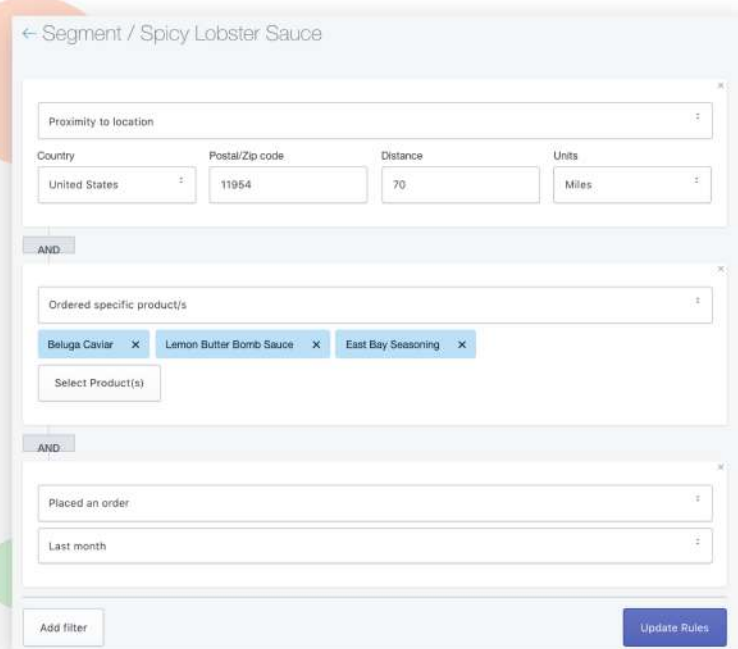 ← Segment / Spicy Lobster Sauce
×
Proximity to location
Country Postal/Zip code Distance Units
United States 11954 70 Miles
AND
×
Ordered specific product/s
Beluga Caviar × Lemon Butter Bomb Sauce × East Bay Seasoning ×
Select Product(s)
AND
×
Placed an order
Last month
Add filter Update Rules